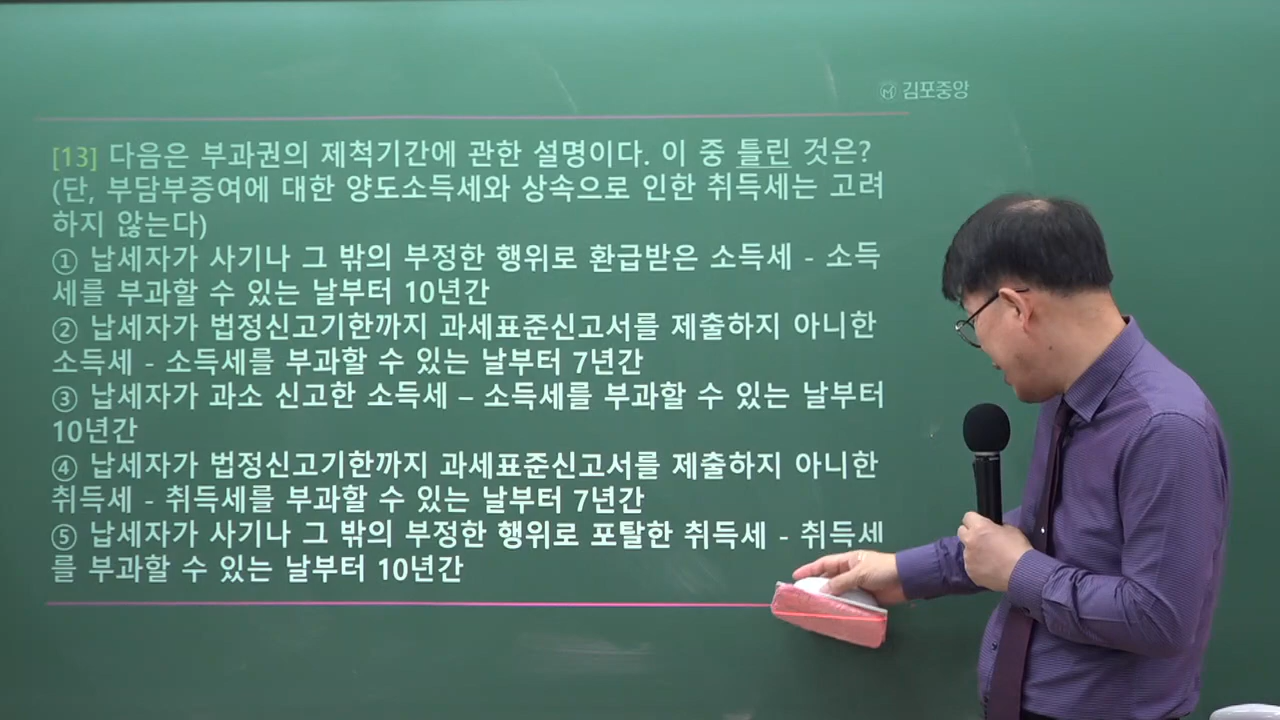 김포중앙
[13] 다음은 부과권의 제척기간에 관한 설명이다. 이 중 틀린 것은?
(단, 부담부증여에 대한 양도소득세와 상속으로 인한 취득세는 고려
하지 않는다)
① 납세자가 사기나 그 밖의 부정한 행위로 환급받은 소득세 - 소득
세를 부과할 수 있는 날부터 10년간
② 납세자가 법정신고기한까지 과세표준신고서를 제출하지 아니한
소득세 - 소득세를 부과할 수 있는 날부터 7년간
③ 납세자가 과소 신고한 소득세 – 소득세를 부과할 수 있는 날부터
10년간
④ 납세자가 법정신고기한까지 과세표준신고서를 제출하지 아니한
취득세 - 취득세를 부과할 수 있는 날부터 7년간
⑤ 납세자가 사기나 그 밖의 부정한 행위로 포탈한 취득세 - 취득세
를 부과할 수 있는 날부터 10년간